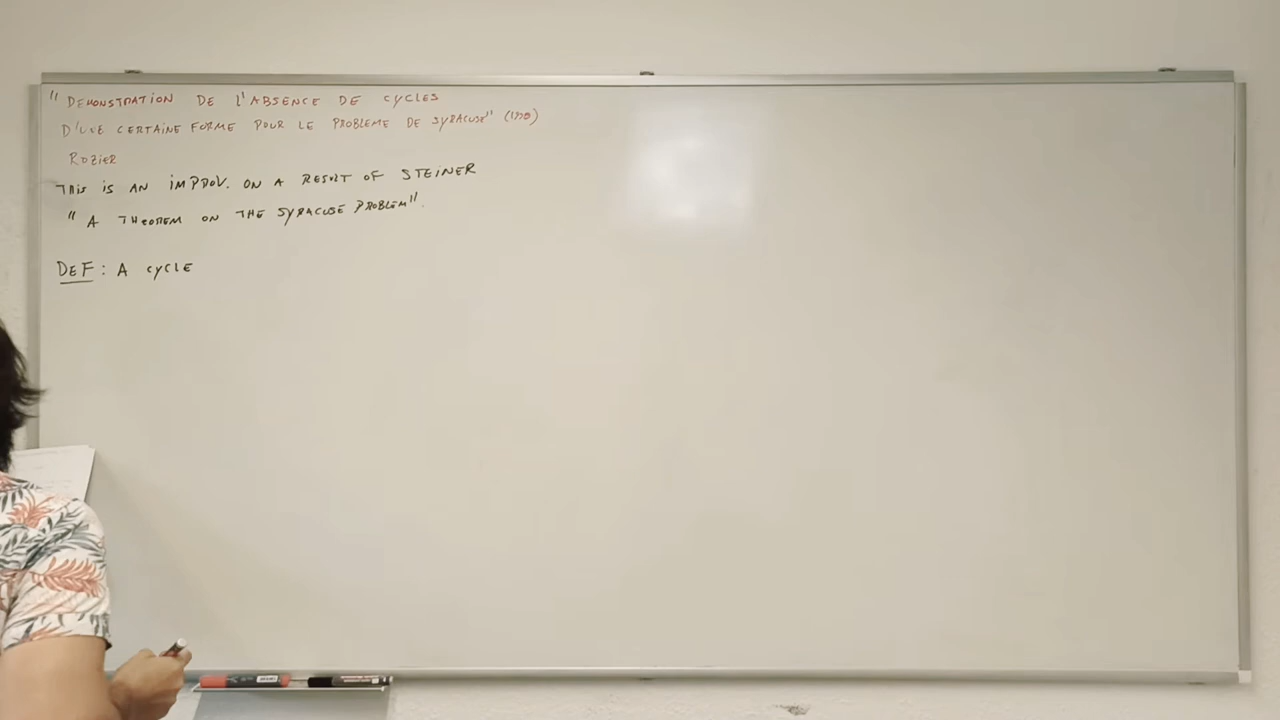 "DEMONSTRATION DE L'ABSENCE DE CYCLES
D'UNE CERTAINE FORME POUR LE PROBLEME DE SYRACUSE"
ROZIER
THIS IS AN IMPROV. ON A RESULT OF STEINER
"A THEOREM ON THE SYRACUSE PROBLEM".
DEF: A CYCLE